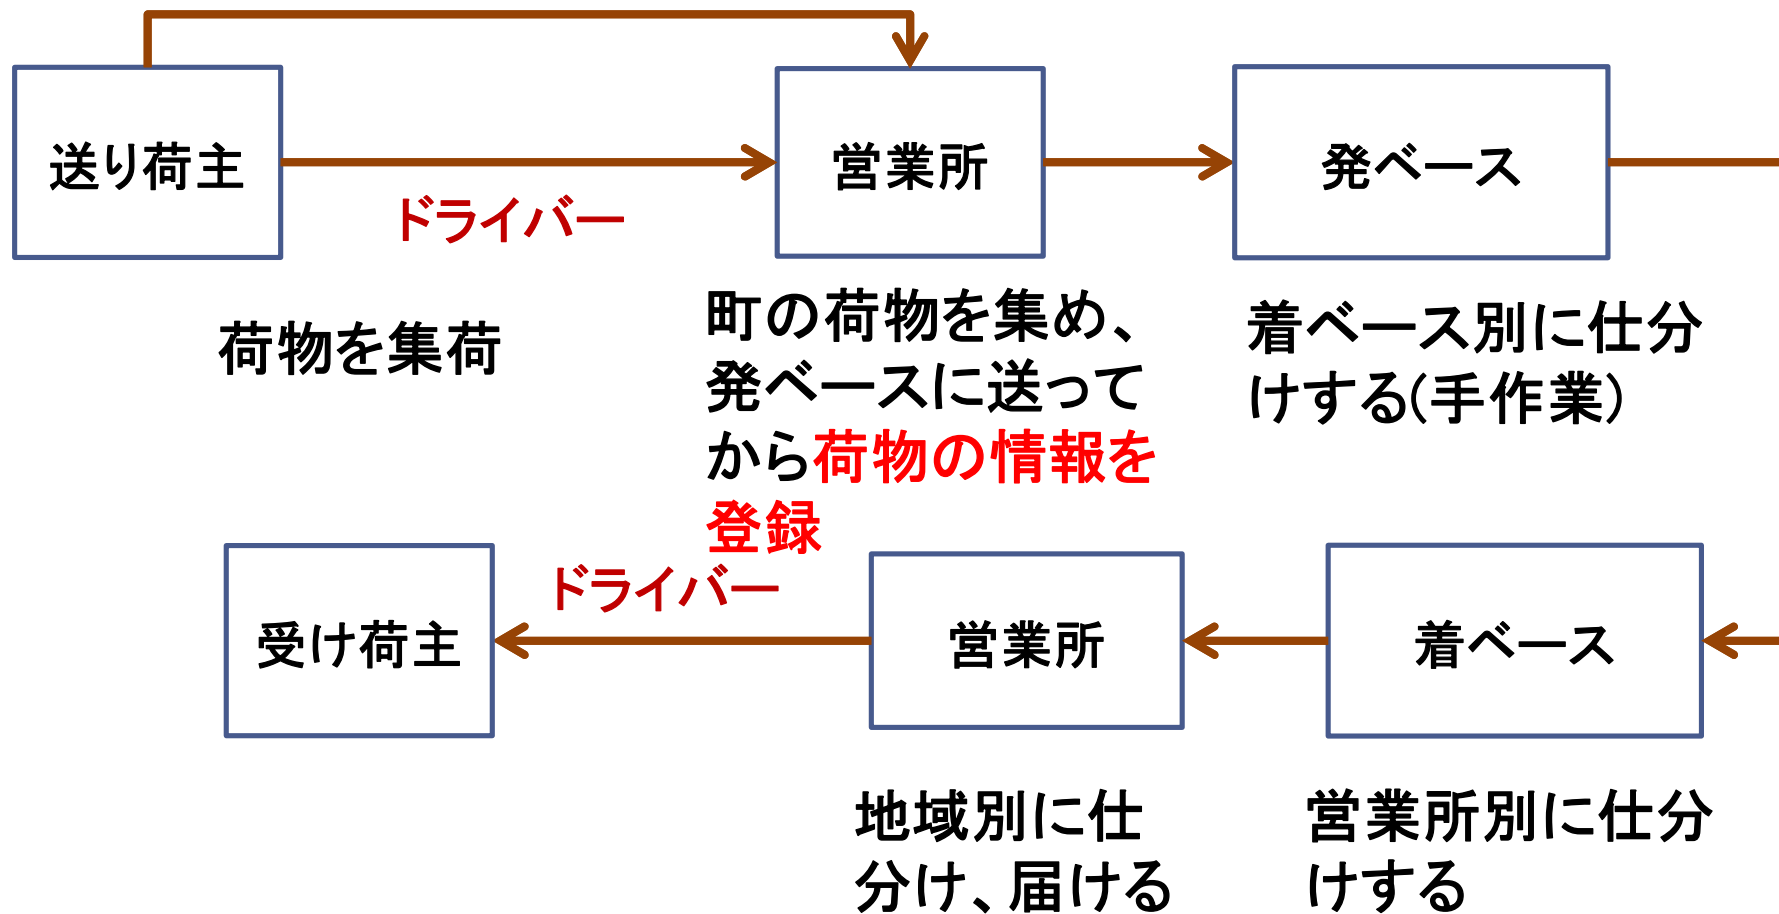 送り荷主
営業所
発ベース
ドライバー
荷物を集荷
町の荷物を集め、
発ベースに送って
から荷物の情報を
登録
着ベース別に仕分
けする(手作業)
ドライバー
受け荷主
営業所
着ベース
地域別に仕
分け、届ける
営業所別に仕分
けする